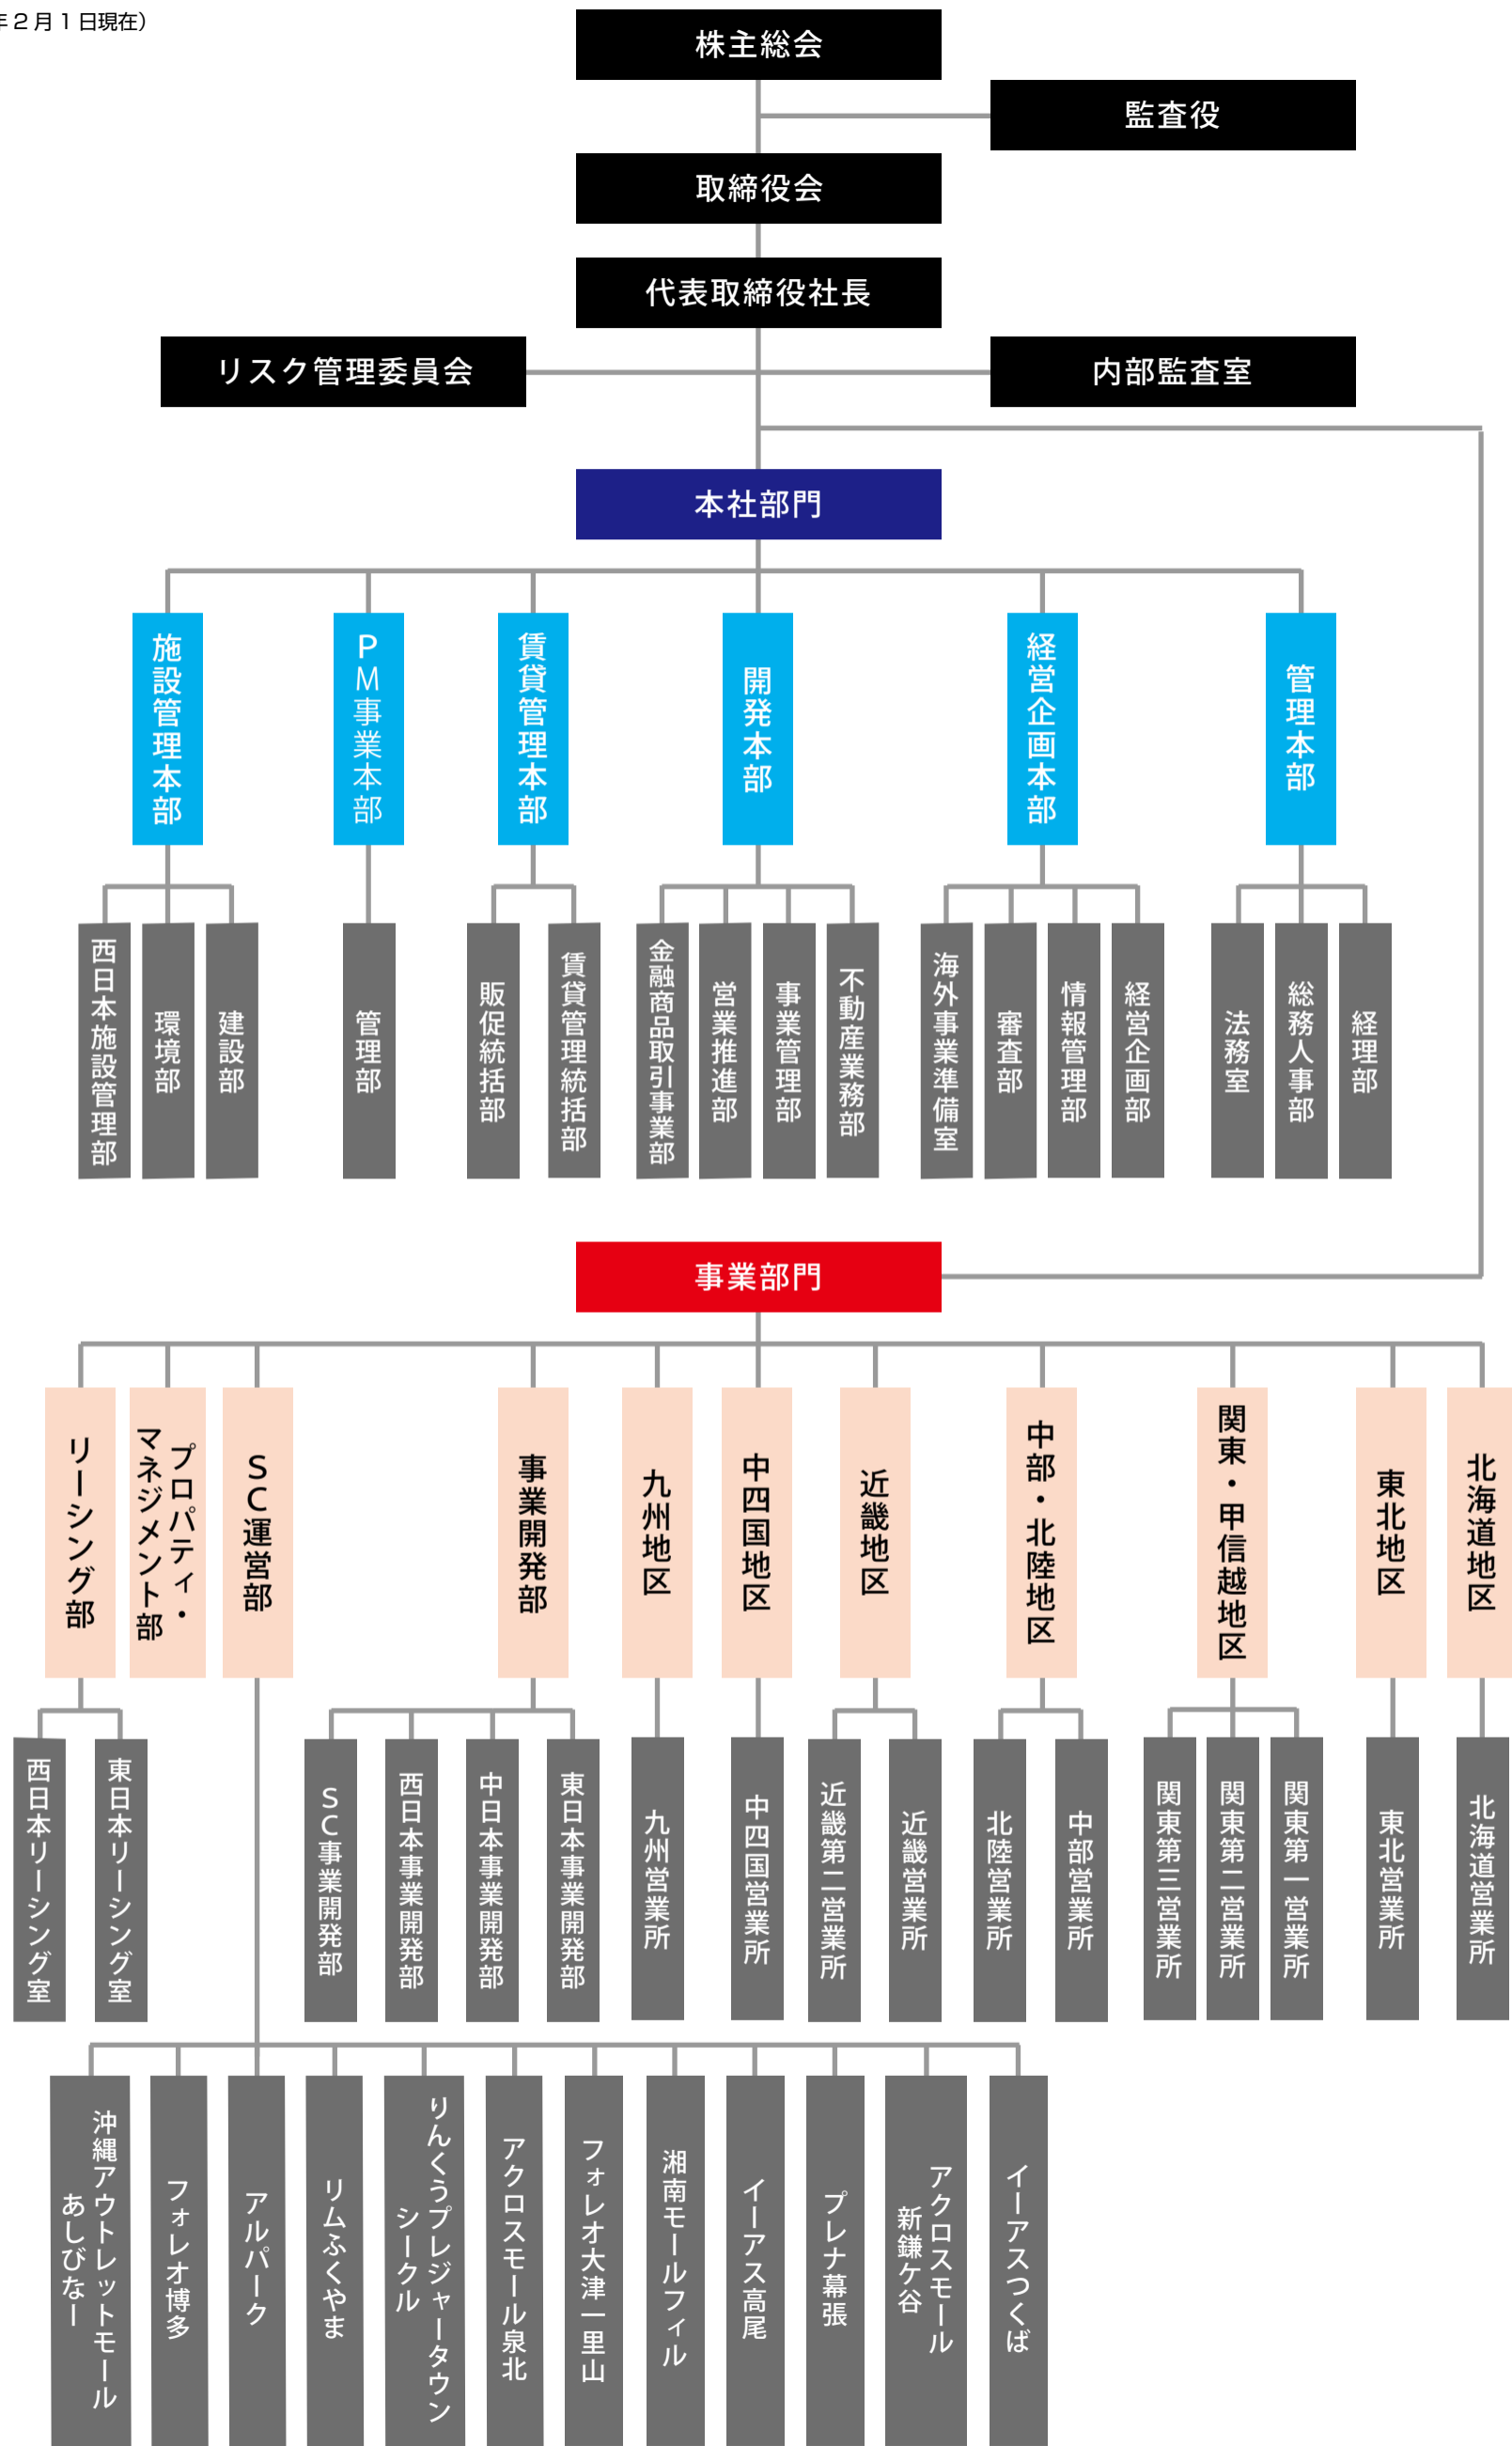 年２月１日現在）
株主総会
監査役
取締役会
代表取締役社長
リスク管理委員会
内部監査室
本社部門
施設管理本部
ＰＭ事業本部
賃貸管理本部
開発本部
経営企画本部
管理本部
西日本施設管理部
環境部
建設部
管理部
販促統括部
賃貸管理統括部
金融商品取引事業部
営業推進部
事業管理部
不動産業務部
海外事業準備室
審査部
情報管理部
経営企画部
法務室
総務人事部
経理部
事業部門
リーシング部
プロパティ・
マネジメント部
ＳＣ運営部
事業開発部
九州地区
中四国地区
近畿地区
中部・北陸地区
関東・甲信越地区
東北地区
北海道地区
西日本リーシング室
東日本リーシング室
ＳＣ事業開発部
西日本事業開発部
中日本事業開発部
東日本事業開発部
九州営業所
中四国営業所
近畿第二営業所
近畿営業所
北陸営業所
中部営業所
関東第三営業所
関東第二営業所
関東第一営業所
東北営業所
北海道営業所
沖縄アウトレットモール
あしびなー
フォレオ博多
アルパーク
リムふくやま
りんくうプレジャータウン
シークル
アクロスモール泉北
フォレオ大津一里山
湘南モールフィル
イーアス高尾
プレナ幕張
アクロスモール
新鎌ケ谷
イーアスつくば